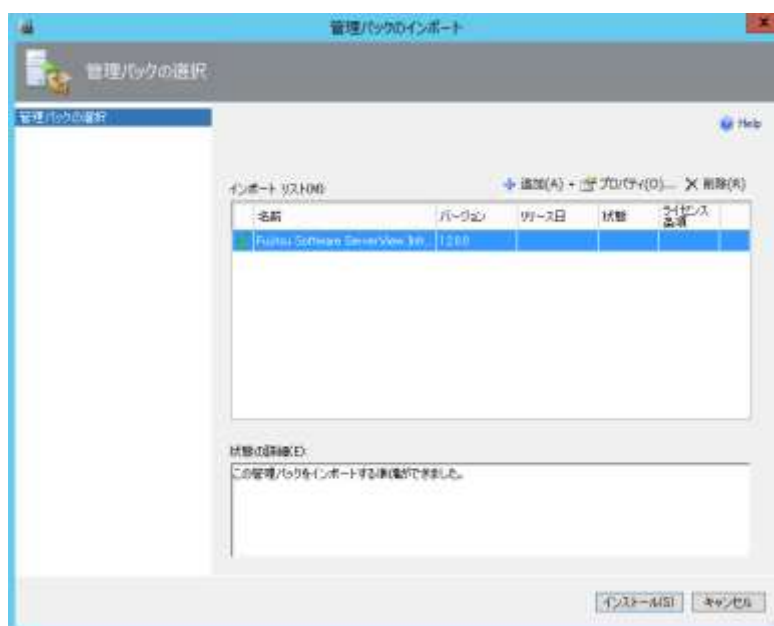 管理パックのインポート
管理パックの選択
管理パックの選択
Help
インポート リスト(M):
追加(A) プロパティ(O)... 削除(R)
名前 バージョン リリース日 状態 ライセンス条項
Fujitsu Software ServerView
状態の詳細(E):
この管理パックをインポートする準備ができました。
インストール(S) キャンセル